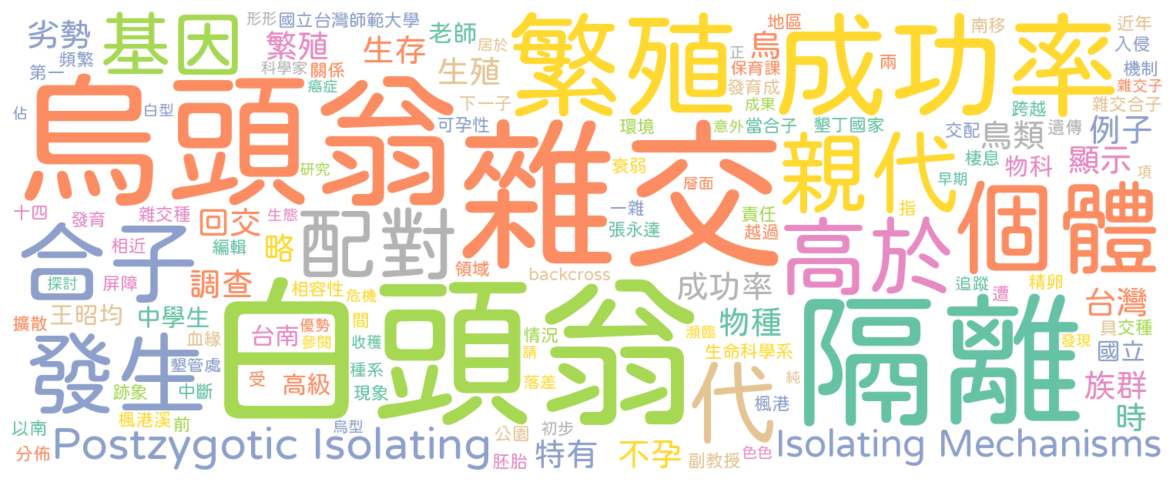 形形 國立台灣師範大學
劣勢 基因 繁殖 生存 老師 居於 繁殖成功率 地區 烏 南移 近年
頻繁 科學家 關係 生殖 正 保育課 兩 入侵
第一 癌症 發育成 機制 雜交子
佔 白型 下一子 成果 跨越 雜交合子
烏頭翁 可孕性 環境 意外 當合子 墾丁國家 交配 鳥類 遺傳 例子
研究 雜交 衰弱 層面 親代 棲息 物科 顯示
早期 項
十四 發育 雜交種 回交 生態 配對 一雜 責任 指 個體
合子 相近 編輯 略 張永達 越過 高於
探討 屏障 調查 領域 backcross 成功率 追蹤 遭 精卵
擴散 王昭均 中學生 相容性 危機 瀕臨 物種 台灣
血緣 台南 優勢 間 情況 隔離 具 交種
發生 墾管處 參閱 收穫 白頭翁 請 生命科學系 國立 發現
跡象 中斷 受 高級 種系 現象 落差 代 純 楓港 族群
以南 楓港溪 前 烏型 公園 初步 時
分佈 Postzygotic Isolating 胚胎 特有 不孕 副教授 色色 Isolating Mechanisms